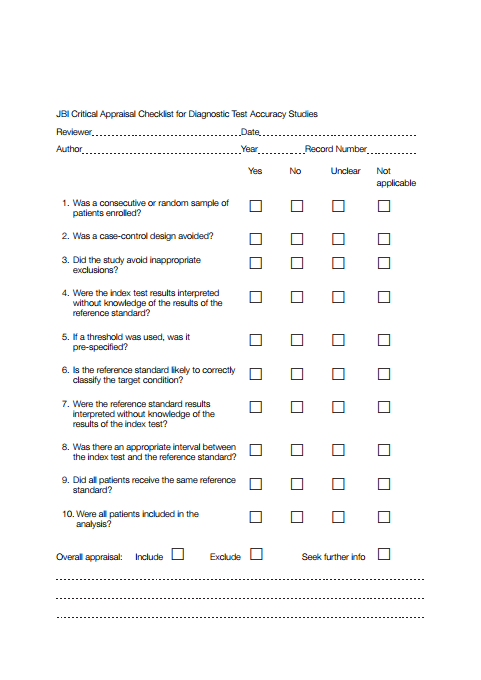 JBI Critical Appraisal Checklist for Diagnostic Test Accuracy Studies
Reviewer Date
Author Year Record Number
Yes No Unclear Not
applicable
1. Was a consecutive or random sample of
patients enrolled?
2. Was a case-control design avoided?
3. Did the study avoid inappropriate
exclusions?
4. Were the index test results interpreted
without knowledge of the results of the
reference standard?
5. If a threshold was used, was it
pre-specified?
6. Is the reference standard likely to correctly
classify the target condition?
7. Were the reference standard results
interpreted without knowledge of the
results of the index test?
8. Was there an appropriate interval between
the index test and the reference standard?
9. Did all patients receive the same reference
standard?
10. Were all patients included in the
analysis?
Overall appraisal: Include Exclude Seek further info